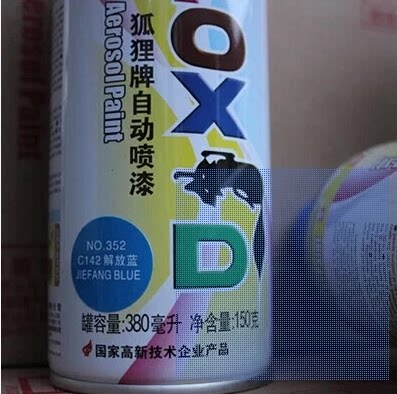 狐狸牌自动喷漆
Aerosol Paint
OX
D
NO.352
C142 解放蓝
JIEFANG BLUE
罐容量:380毫升 净含量:150克
国家高新技术企业产品